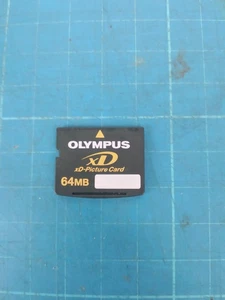 OLYMPUS
xD
xD-Picture Card
64MB